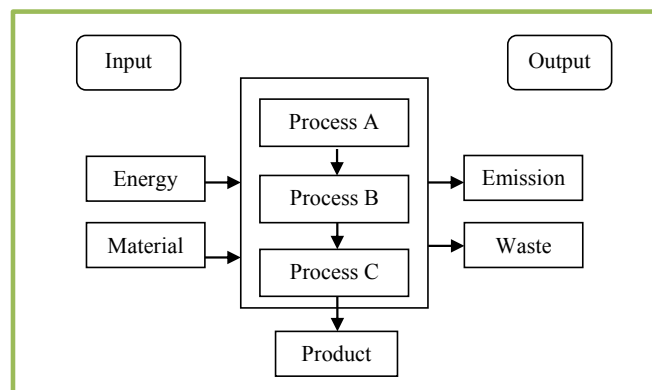 Input
Output
Process A
Energy
Process B
Emission
Material
Process C
Waste
Product